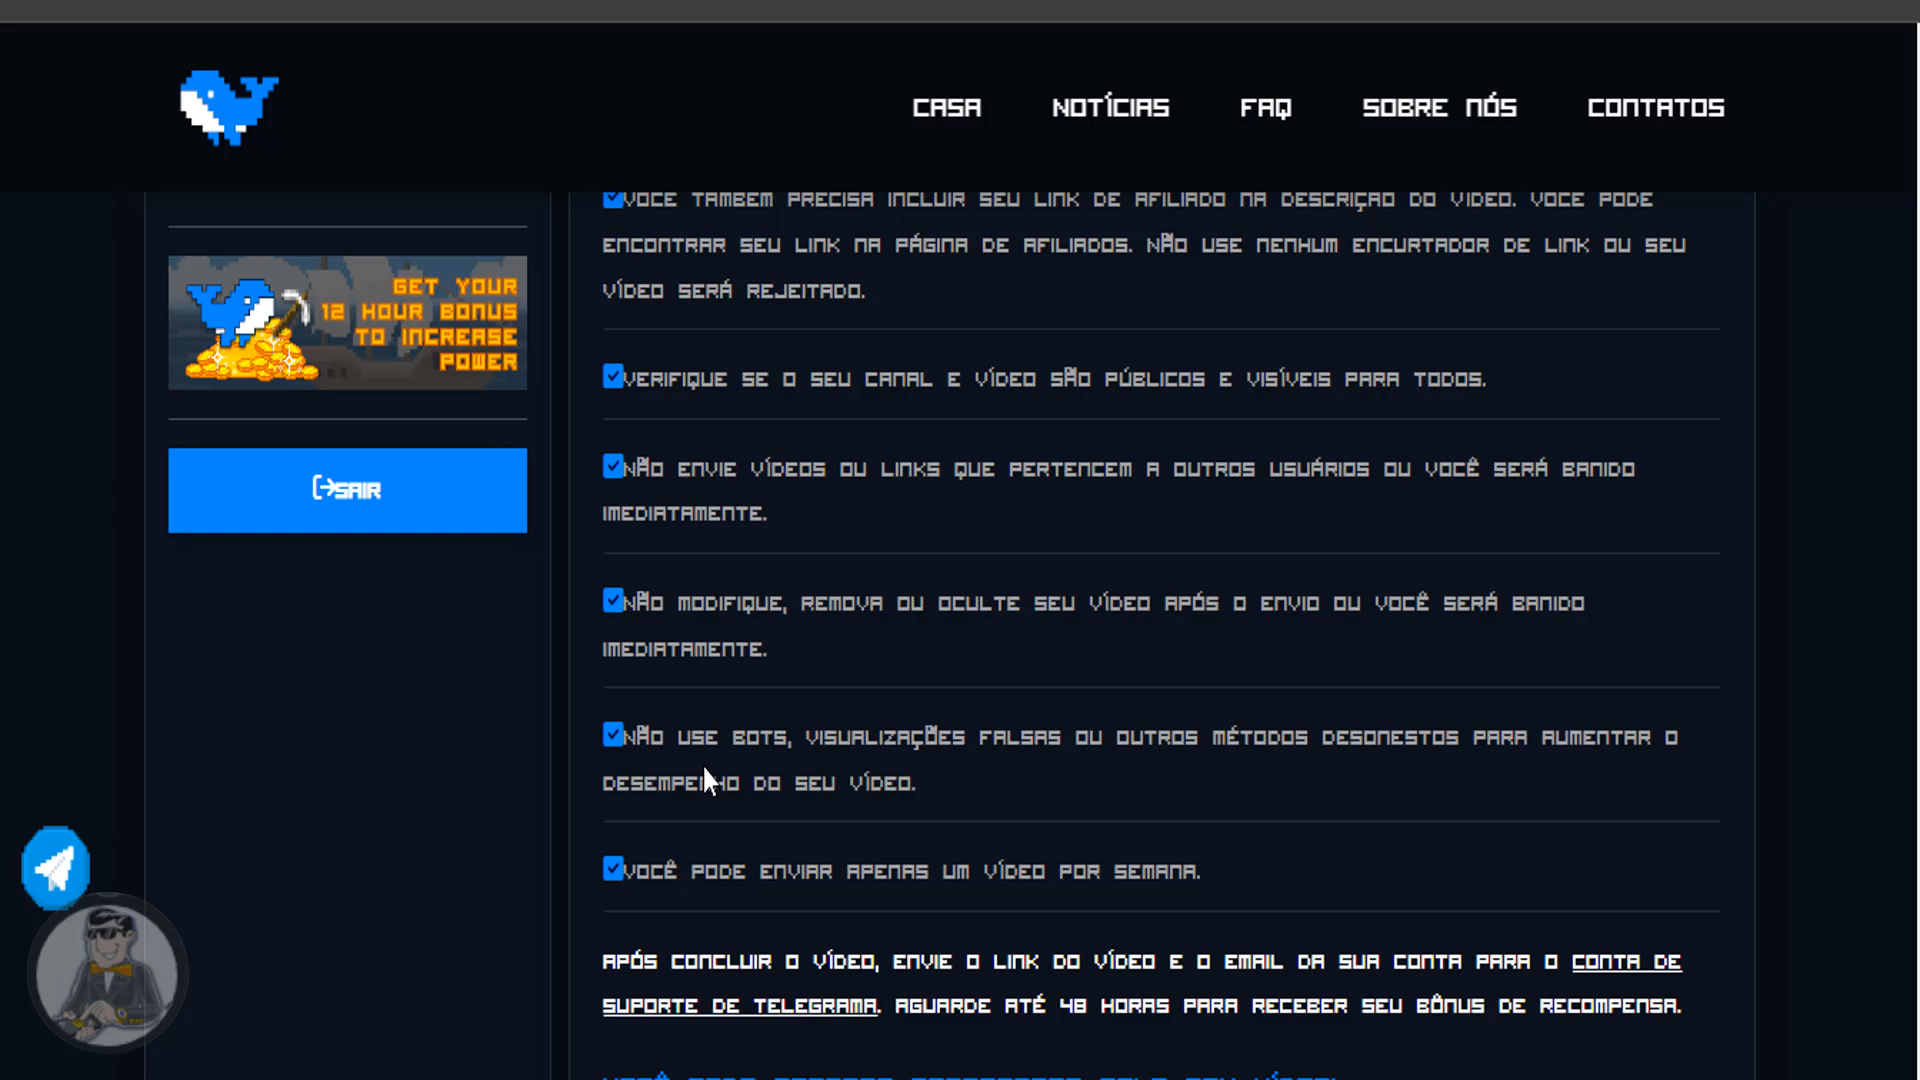 CASA NOTÍCIAS FAQ SOBRE NÓS CONTATOS
VOCÊ TAMBÉM PRECISA INCLUIR SEU LINK DE AFILIADO NA DESCRIÇÃO DO VÍDEO. VOCÊ PODE
ENCONTRAR SEU LINK NA PÁGINA DE AFILIADOS. NÃO USE NENHUM ENCURTADOR DE LINK OU SEU
VÍDEO SERÁ REJEITADO.
GET YOUR
12 HOUR BONUS
TO INCREASE
POWER
VERIFIQUE SE O SEU CANAL E VÍDEO SÃO PÚBLICOS E VISÍVEIS PARA TODOS.
NÃO ENVIE VÍDEOS OU LINKS QUE PERTENCEM A OUTROS USUÁRIOS OU VOCÊ SERÁ BANIDO
IMEDIATAMENTE.
SAIR
NÃO MODIFIQUE, REMOVA OU OCULTE SEU VÍDEO APÓS O ENVIO OU VOCÊ SERÁ BANIDO
IMEDIATAMENTE.
NÃO USE BOTS, VISUALIZAÇÕES FALSAS OU OUTROS MÉTODOS DESONESTOS PARA AUMENTAR O
DESEMPENHO DO SEU VÍDEO.
VOCÊ PODE ENVIAR APENAS UM VÍDEO POR SEMANA.
APÓS CONCLUIR O VÍDEO, ENVIE O LINK DO VÍDEO E O EMAIL DA SUA CONTA PARA O CONTA DE
SUPORTE DE TELEGRAMA. AGUARDE ATÉ 48 HORAS PARA RECEBER SEU BÔNUS DE RECOMPENSA.